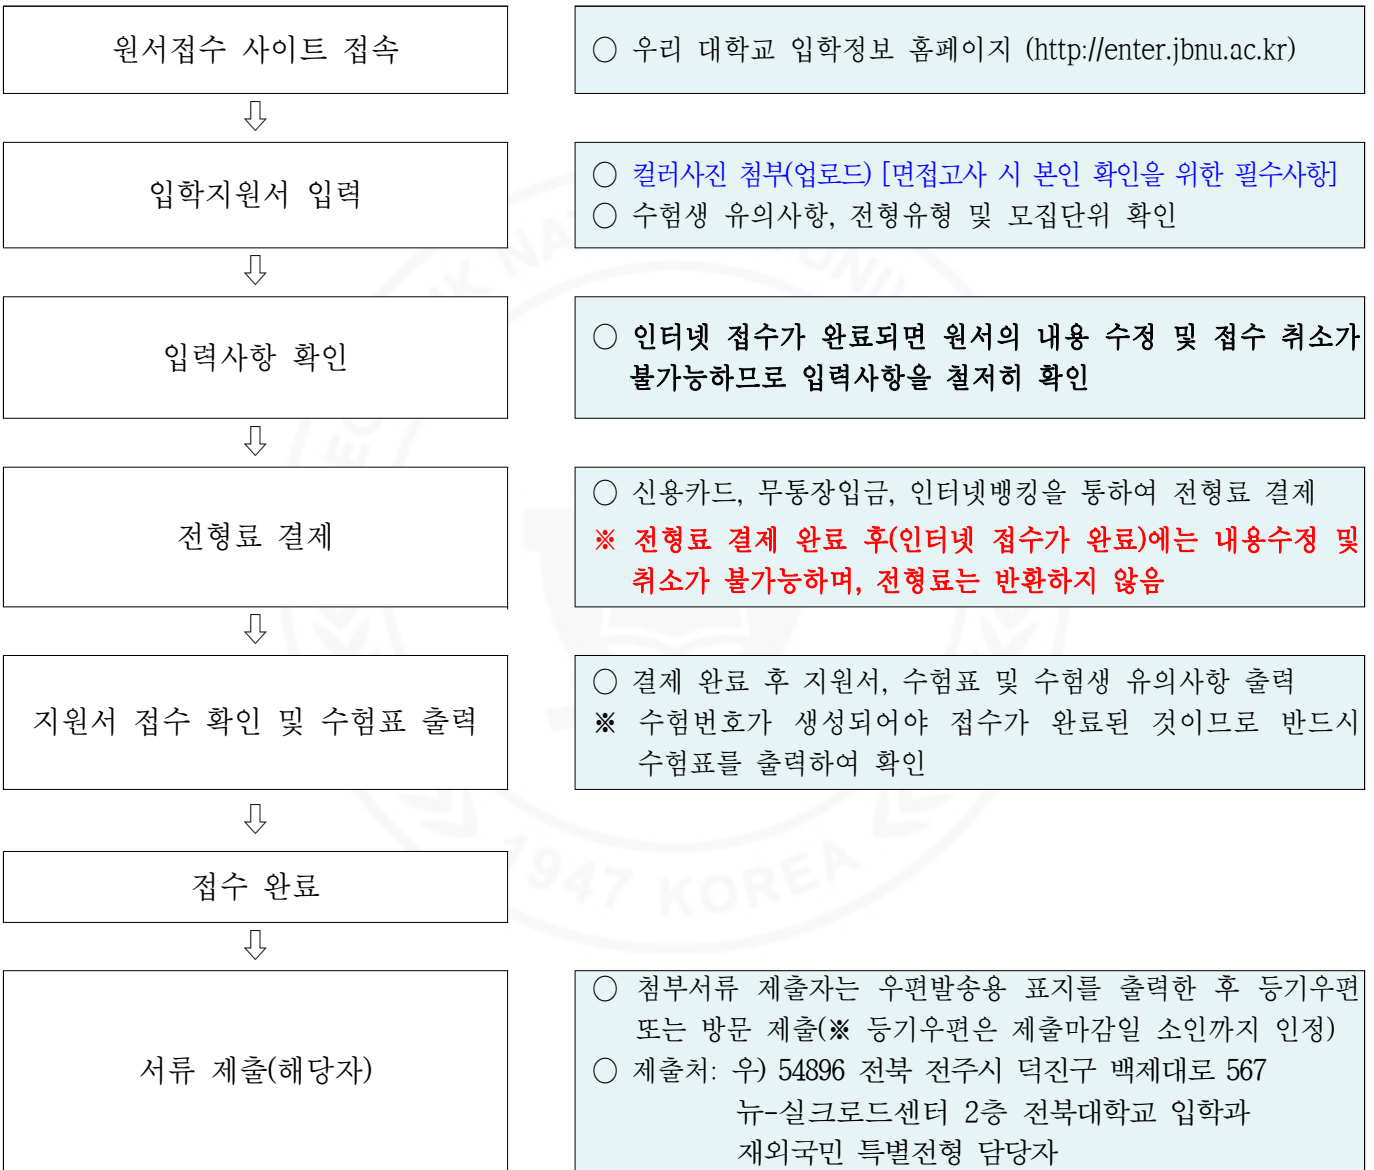 원서접수 사이트 접속
○ 우리 대학교 입학정보 홈페이지 (http://enter.jbnu.ac.kr)
⇩
입학지원서 입력
○ 컬러사진 첨부(업로드) [면접고사 시 본인 확인을 위한 필수사항]
○ 수험생 유의사항, 전형유형 및 모집단위 확인
⇩
입력사항 확인
○ 인터넷 접수가 완료되면 원서의 내용 수정 및 접수 취소가
불가능하므로 입력사항을 철저히 확인
⇩
전형료 결제
○ 신용카드, 무통장입금, 인터넷뱅킹을 통하여 전형료 결제
※ 전형료 결제 완료 후(인터넷 접수가 완료)에는 내용수정 및
취소가 불가능하며, 전형료는 반환하지 않음
⇩
지원서 접수 확인 및 수험표 출력
○ 결제 완료 후 지원서, 수험표 및 수험생 유의사항 출력
※ 수험번호가 생성되어야 접수가 완료된 것이므로 반드시
수험표를 출력하여 확인
⇩
접수 완료
⇩
서류 제출(해당자)
○ 첨부서류 제출자는 우편발송용 표지를 출력한 후 등기우편
또는 방문 제출(※ 등기우편은 제출마감일 소인까지 인정)
○ 제출처: 우) 54896 전북 전주시 덕진구 백제대로 567
뉴-실크로드센터 2층 전북대학교 입학과
재외국민 특별전형 담당자
1947 KOREA